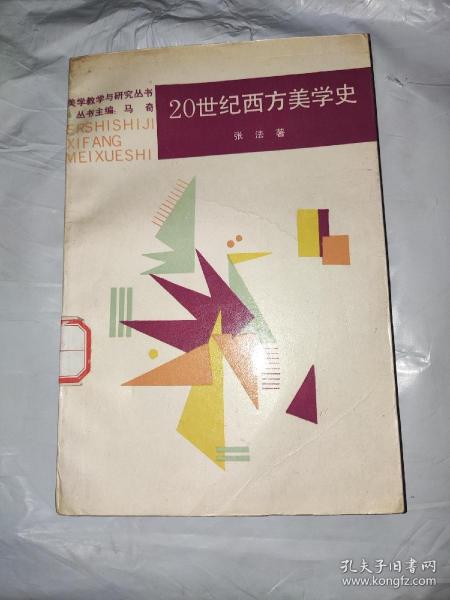 美学教学与研究丛书
丛书主编 马奇
ERSHISHIJI
XIFANG
MEIXUESHI
20世纪西方美学史
张法著
孔夫子旧书网
www.kongfz.com